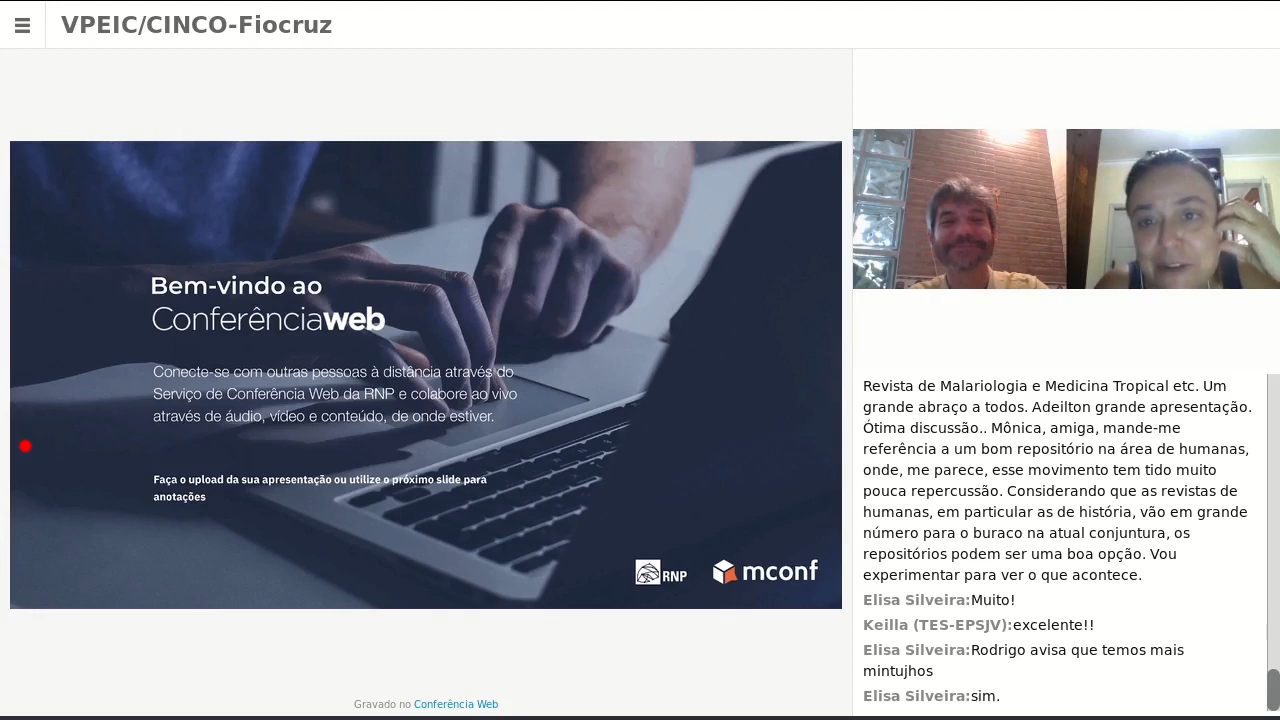 VPEIC/CINCO-Fiocruz
Bem-vindo ao
Conferênciaweb
Conecte-se com outras pessoas à distância através do
Serviço de Conferência Web da RNP e colabore ao vivo
através de áudio, vídeo e conteúdo, de onde estiver.
Faça o upload da sua apresentação ou utilize o próximo slide para
anotações
RNP
mconf
Gravado no Conferência Web
Revista de Malariologia e Medicina Tropical etc. Um
grande abraço a todos. Adeilton grande apresentação.
Ótima discussão.. Mônica, amiga, mande-me
referência a um bom repositório na área de humanas,
onde, me parece, esse movimento tem tido muito
pouca repercussão. Considerando que as revistas de
humanas, em particular as de história, vão em grande
número para o buraco na atual conjuntura, os
repositórios podem ser uma boa opção. Vou
experimentar para ver o que acontece.
Elisa Silveira:Muito!
Keilla (TES-EPSJV):excelente!!
Elisa Silveira:Rodrigo avisa que temos mais
mintujhos
Elisa Silveira:sim.